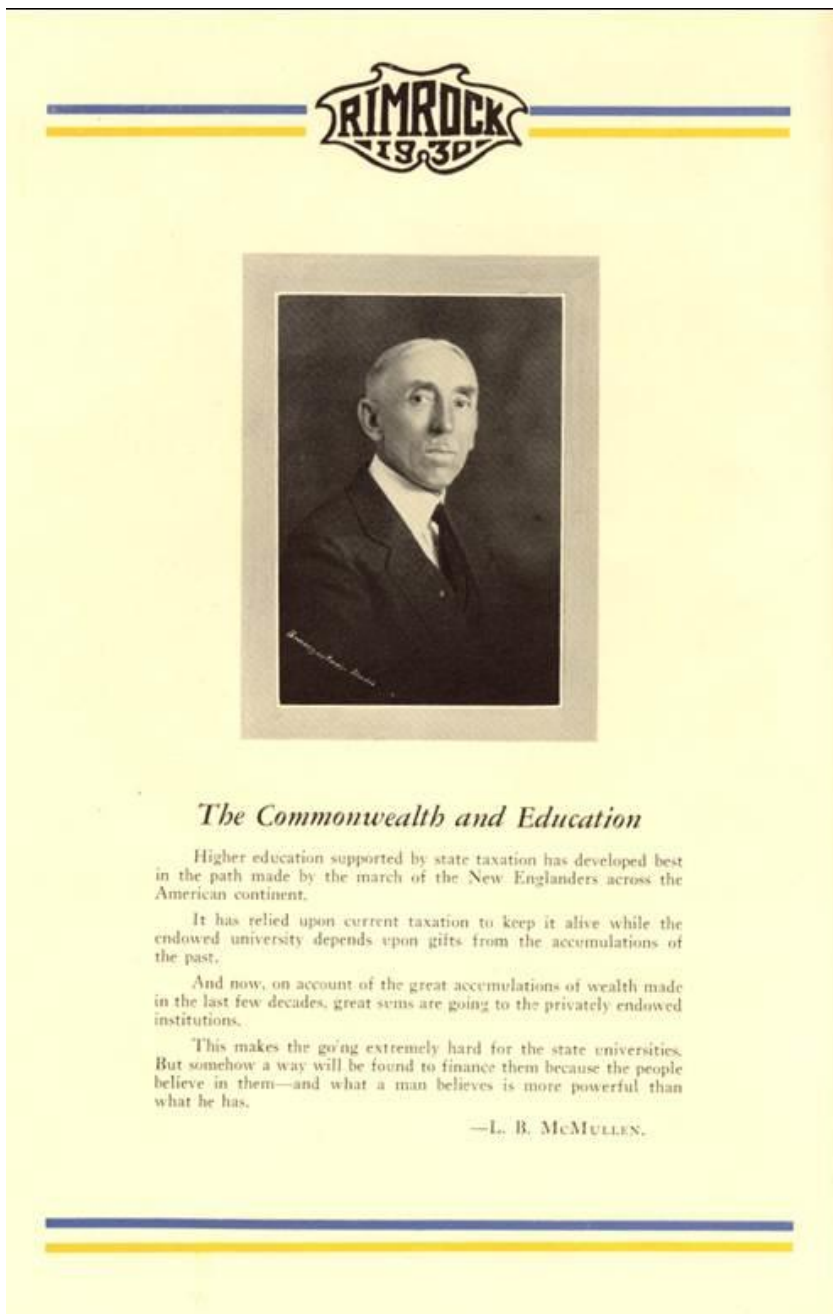 RIMROCK
1930
The Commonwealth and Education
Higher education supported by state taxation has developed best
in the path made by the march of the New Englanders across the
American continent.
It has relied upon current taxation to keep it alive while the
endowed university depends upon gifts from the accumulations of
the past.
And now, on account of the great accumulations of wealth made
in the last few decades, great sums are going to the privately endowed
institutions.
This makes the going extremely hard for the state universities.
But somehow a way will be found to finance them because the people
believe in them—and what a man believes is more powerful than
what he has.
—L. B. McMULLEN.